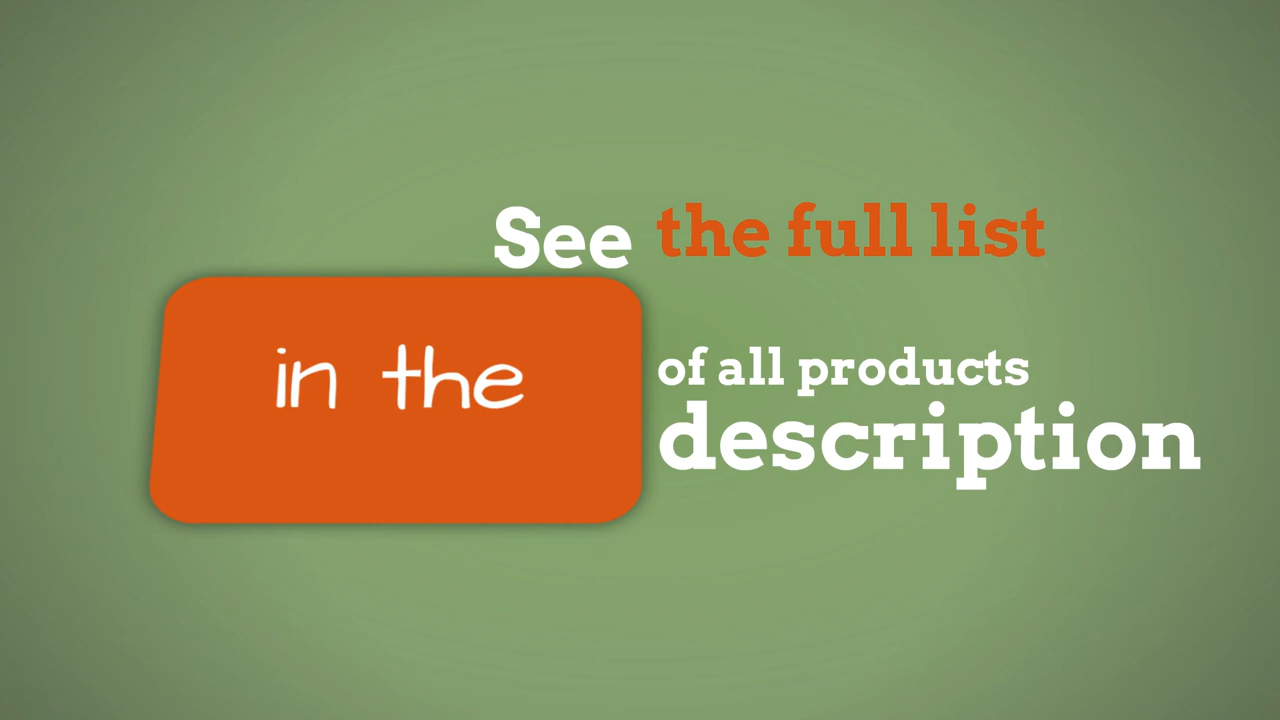 See the full list
of all products
in the description